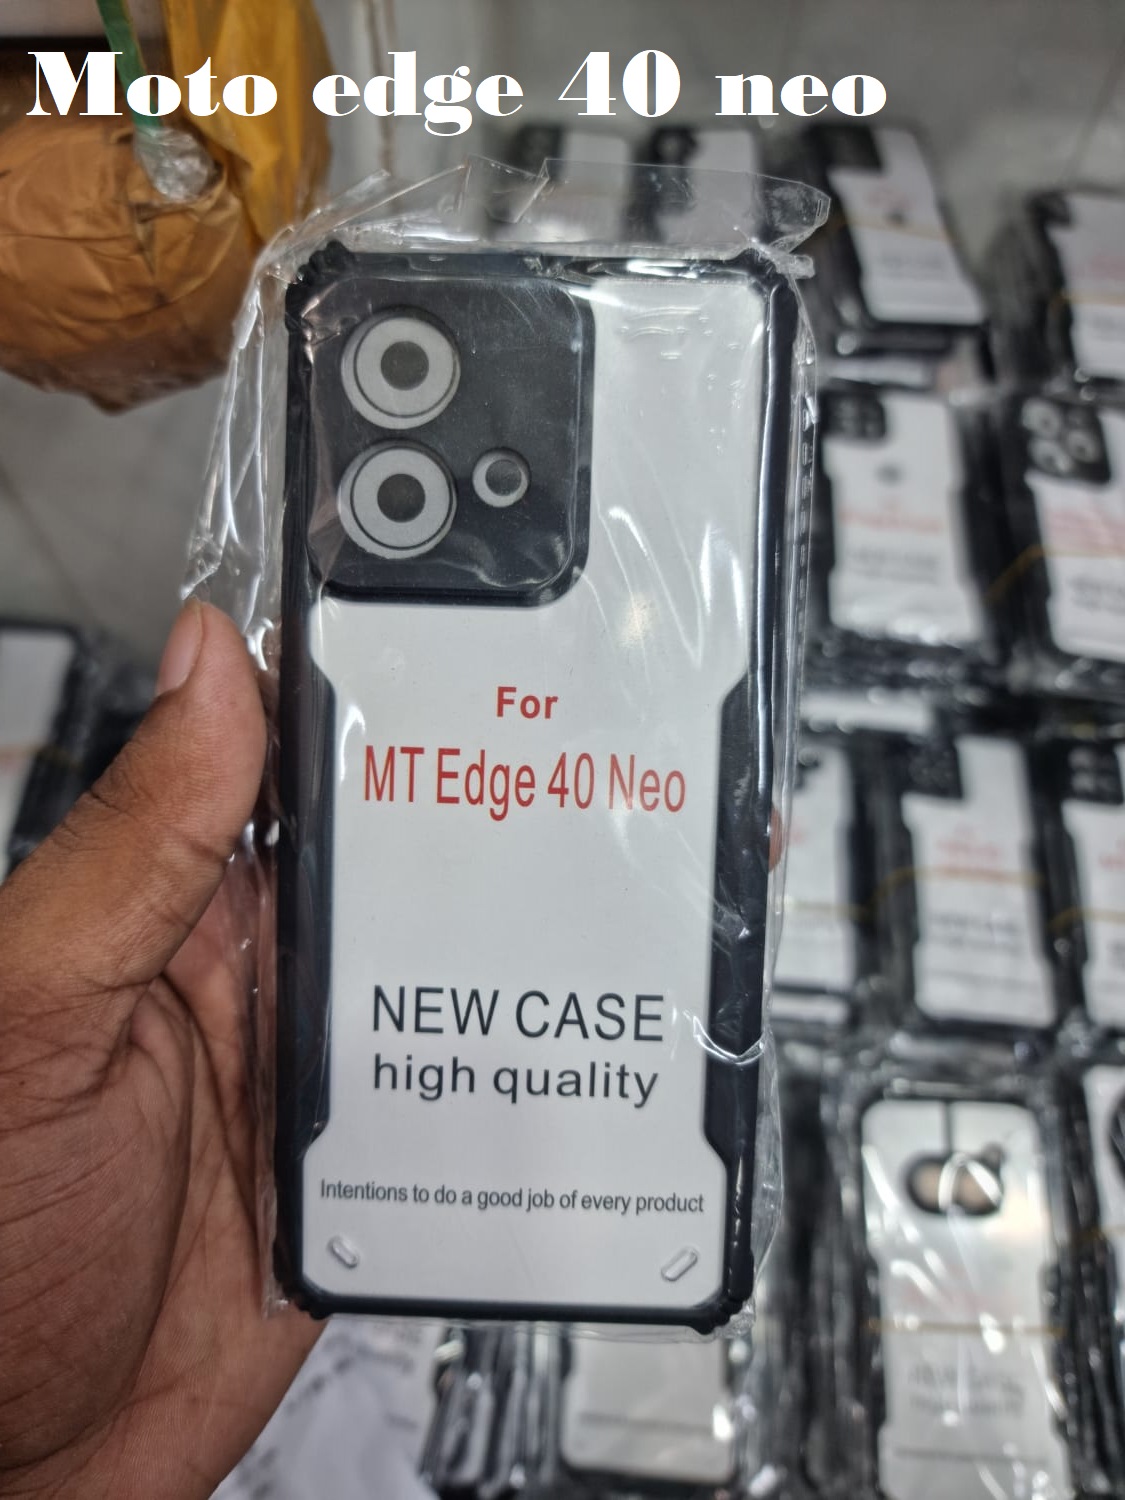 Moto edge 40 neo
For
MT Edge 40 Neo
NEW CASE
high quality
Intentions to do a good job of every product